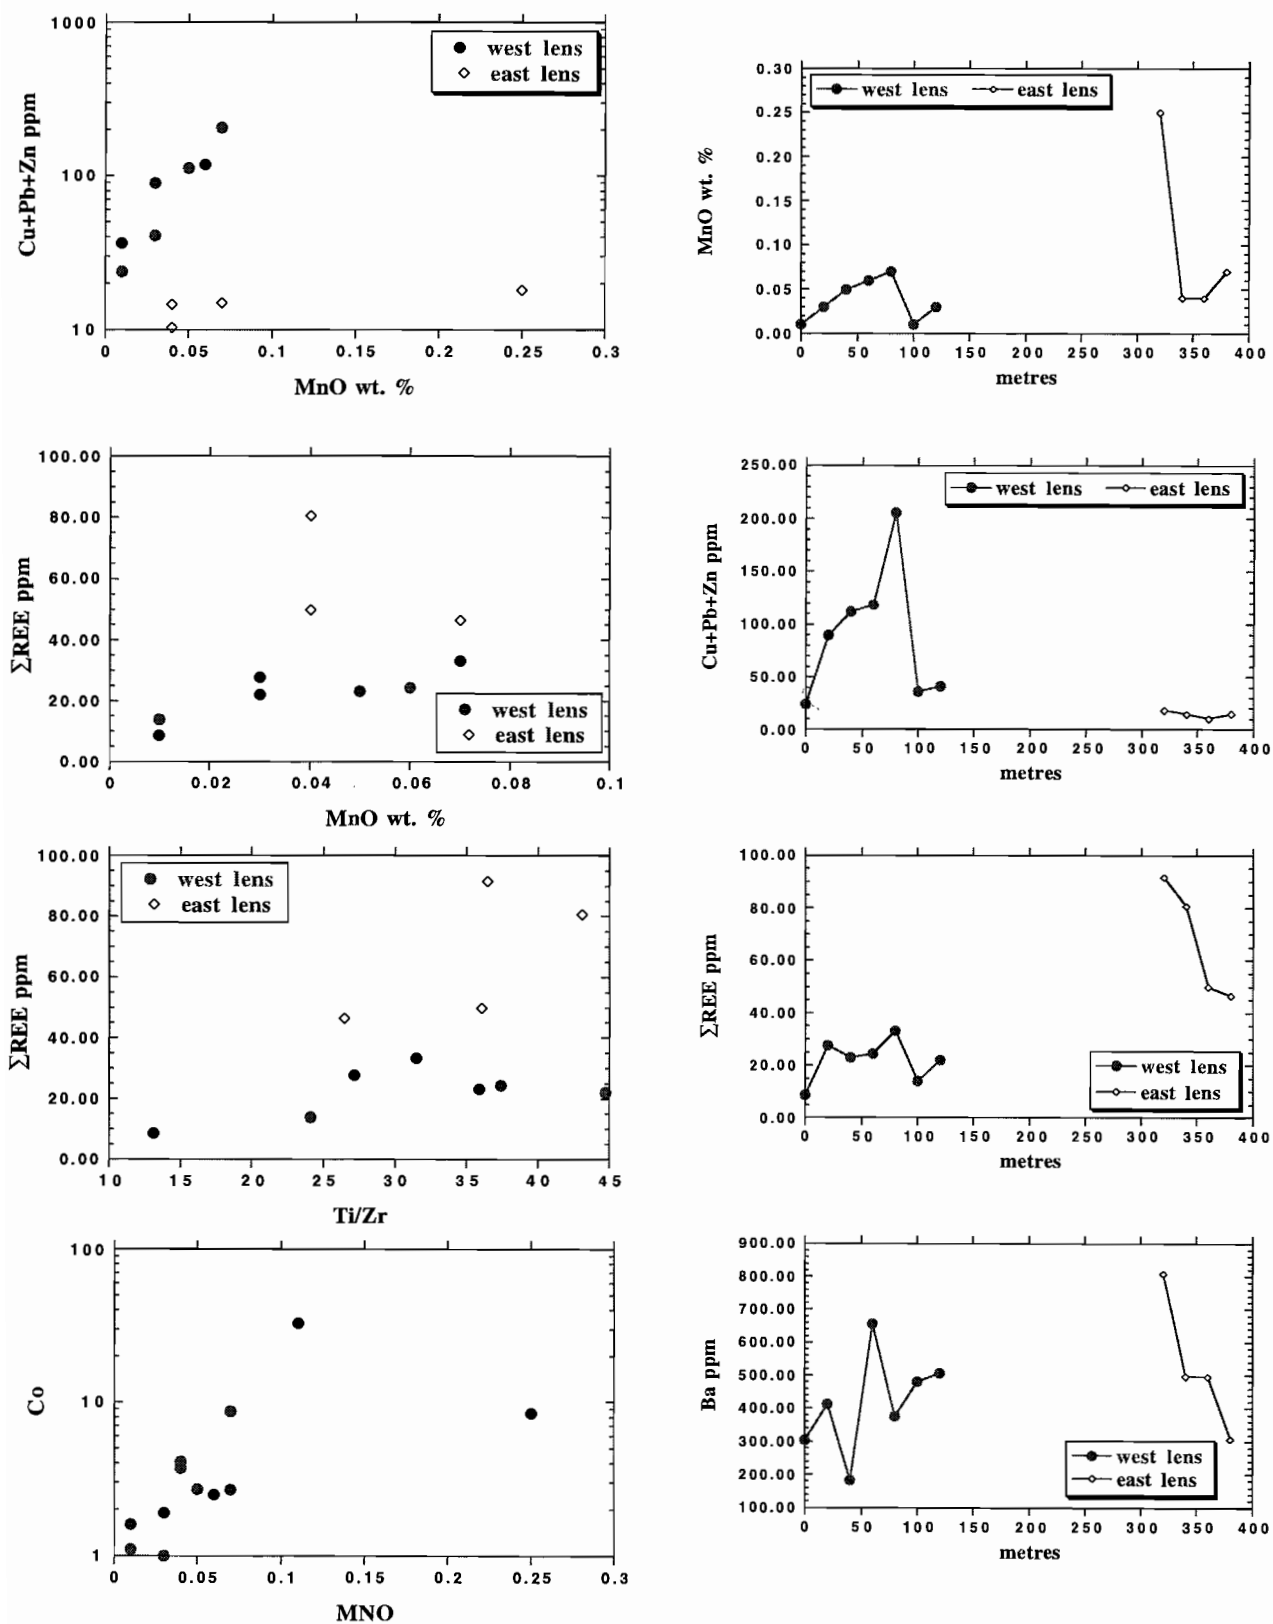 1000
100
10
Cu+Pb+Zn ppm
west lens
east lens
0 0.05 0.1 0.15 0.2 0.25 0.3
MnO wt. %
0.30
0.25
0.20
0.15
0.10
0.05
0.00
MnO wt. %
west lens east lens
0 50 100 150 200 250 300 350 400
metres
100.00
80.00
60.00
40.00
20.00
0.00
ΣREE ppm
west lens
east lens
0 0.02 0.04 0.06 0.08 0.1
MnO wt. %
250.00
200.00
150.00
100.00
50.00
0.00
Cu+Pb+Zn ppm
west lens east lens
0 50 100 150 200 250 300 350 400
metres
100.00
80.00
60.00
40.00
20.00
0.00
ΣREE ppm
west lens
east lens
10 15 20 25 30 35 40 45
Ti/Zr
100.00
80.00
60.00
40.00
20.00
0.00
ΣREE ppm
west lens
east lens
0 50 100 150 200 250 300 350 400
metres
100
10
1
Co
0 0.05 0.1 0.15 0.2 0.25 0.3
MNO
900.00
800.00
700.00
600.00
500.00
400.00
300.00
200.00
100.00
Ba ppm
west lens
east lens
0 50 100 150 200 250 300 350 400
metres